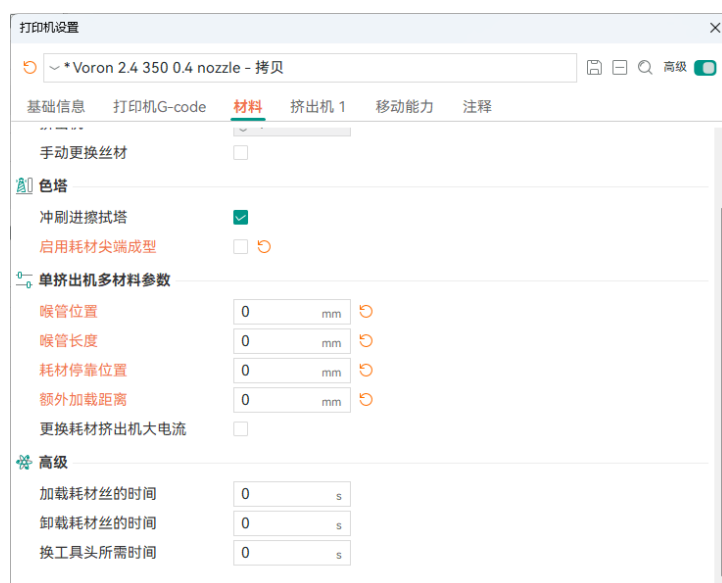 打印机设置
* Voron 2.4 350 0.4 nozzle - 拷贝
高级
基础信息 打印机G-code 材料 挤出机 1 移动能力 注释
手动更换丝材
色塔
冲刷进擦拭塔
启用耗材尖端成型
单挤出机多材料参数
喉管位置 0 mm
喉管长度 0 mm
耗材停靠位置 0 mm
额外加载距离 0 mm
更换耗材挤出机大电流
高级
加载耗材丝的时间 0 s
卸载耗材丝的时间 0 s
换工具头所需时间 0 s